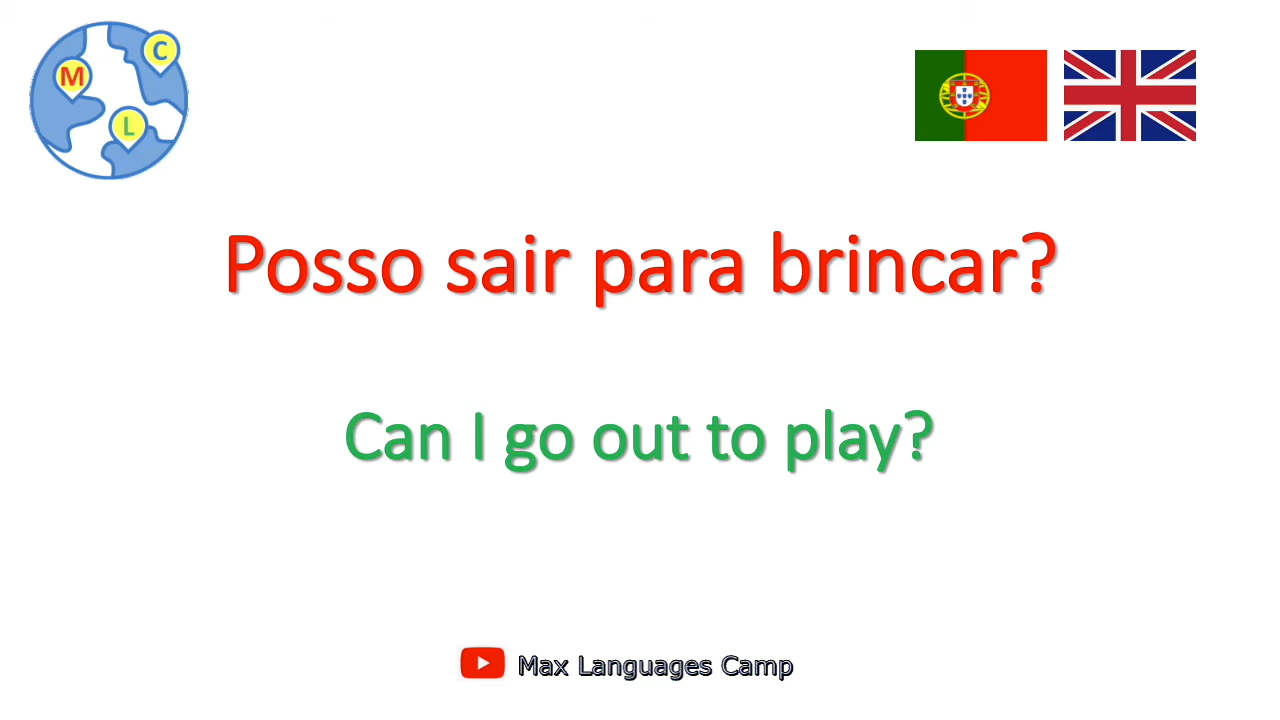 C
M
L
Posso sair para brincar?
Can I go out to play?
Max Languages Camp